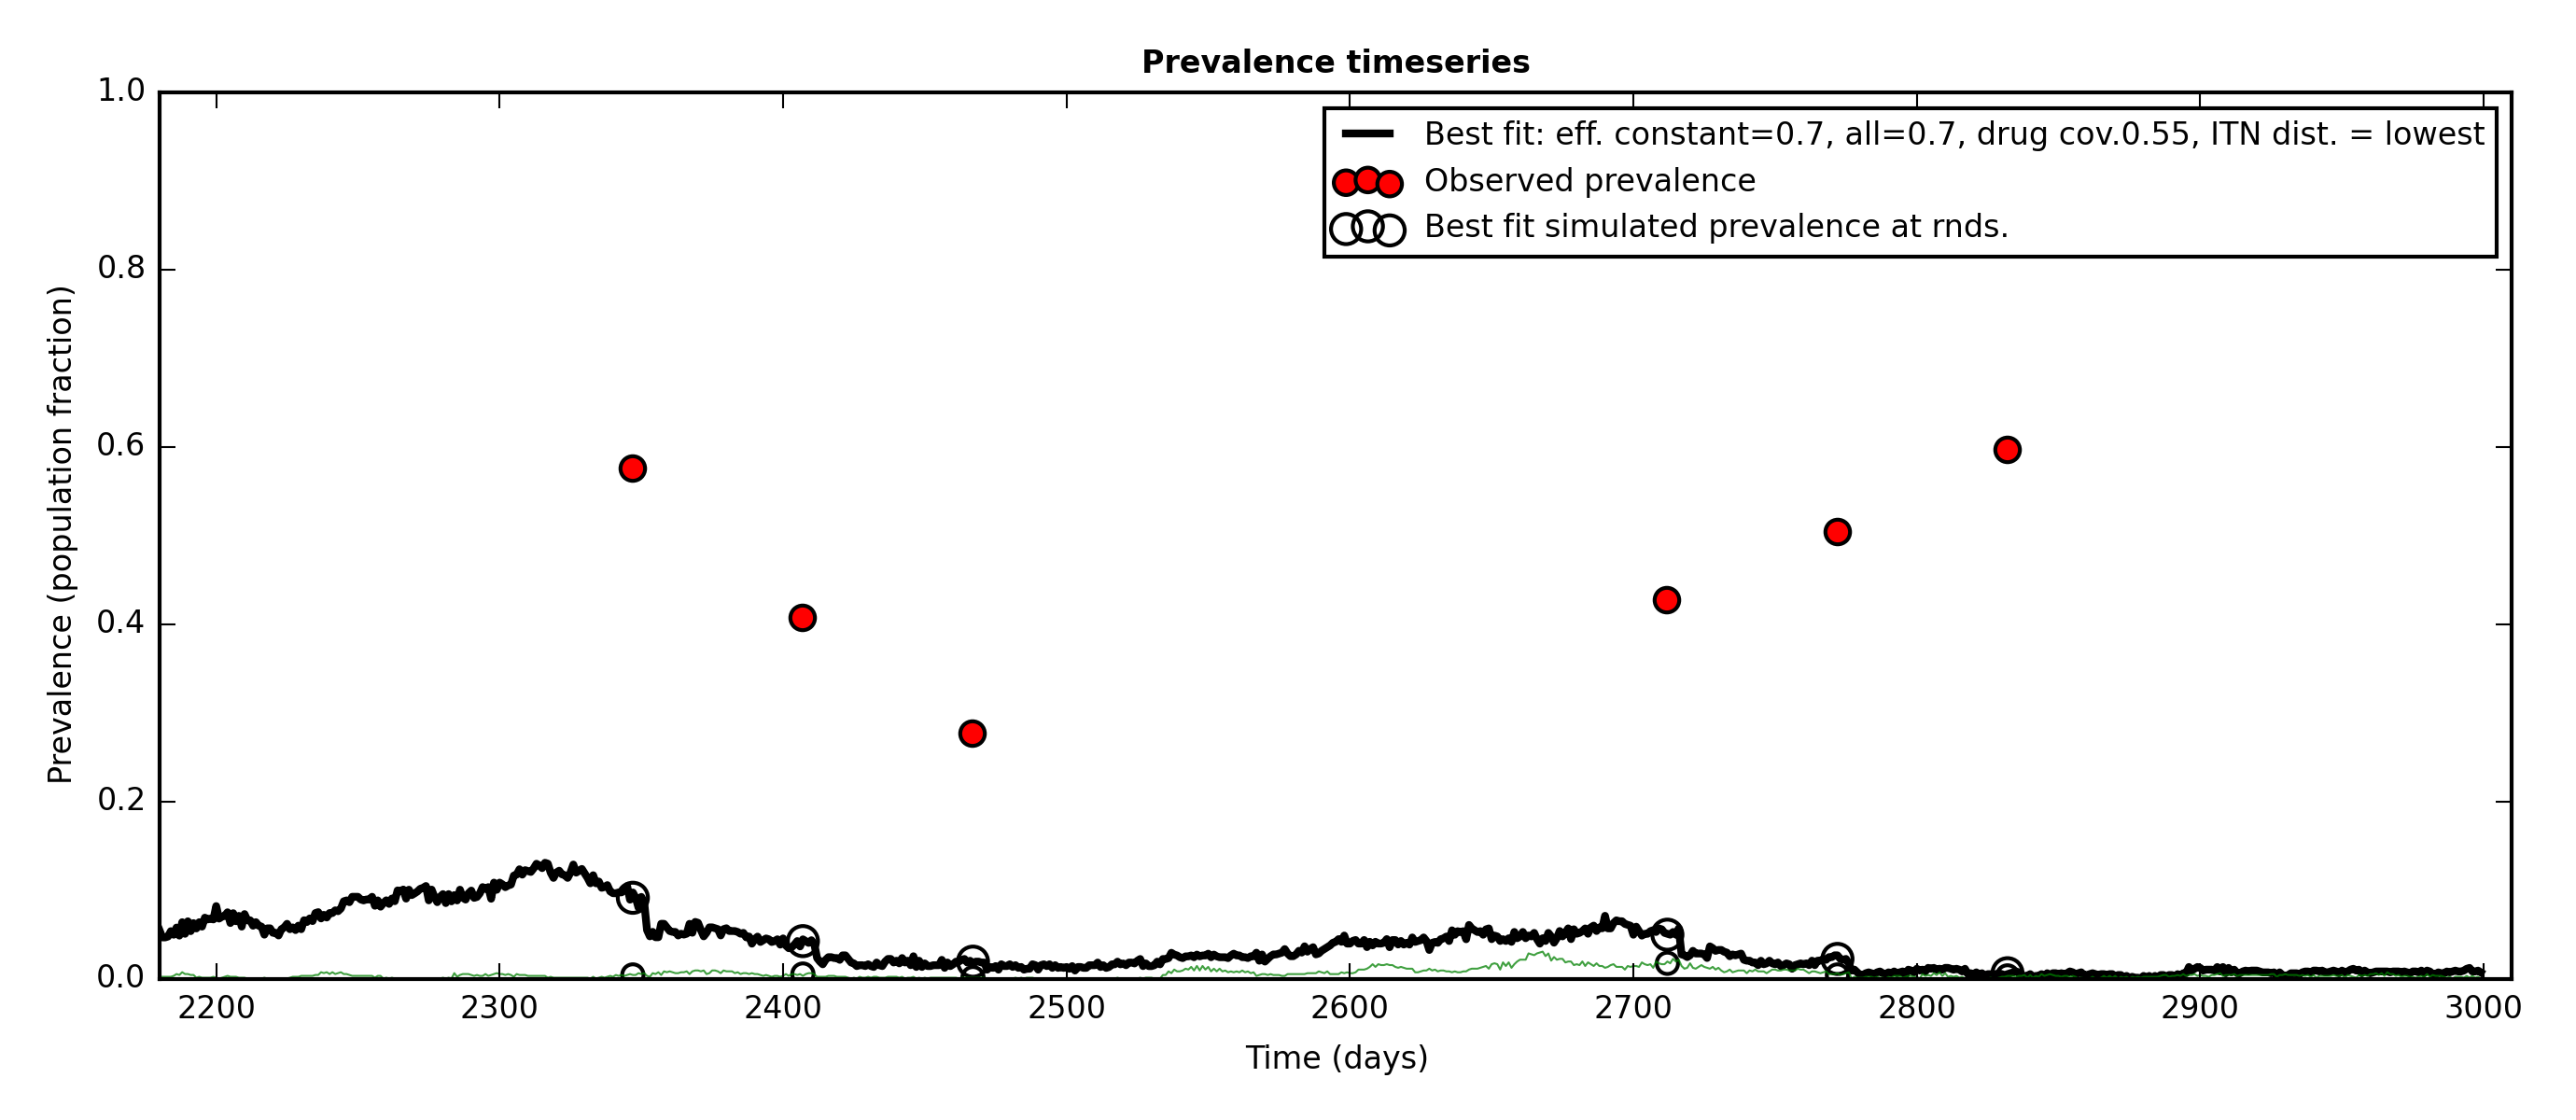 Prevalence timeseries
1.0
0.8
0.6
0.4
0.2
0.0
Prevalence (population fraction)
Best fit: eff. constant=0.7, all=0.7, drug cov.0.55, ITN dist. = lowest
Observed prevalence
Best fit simulated prevalence at rnds.
2200 2300 2400 2500 2600 2700 2800 2900 3000
Time (days)